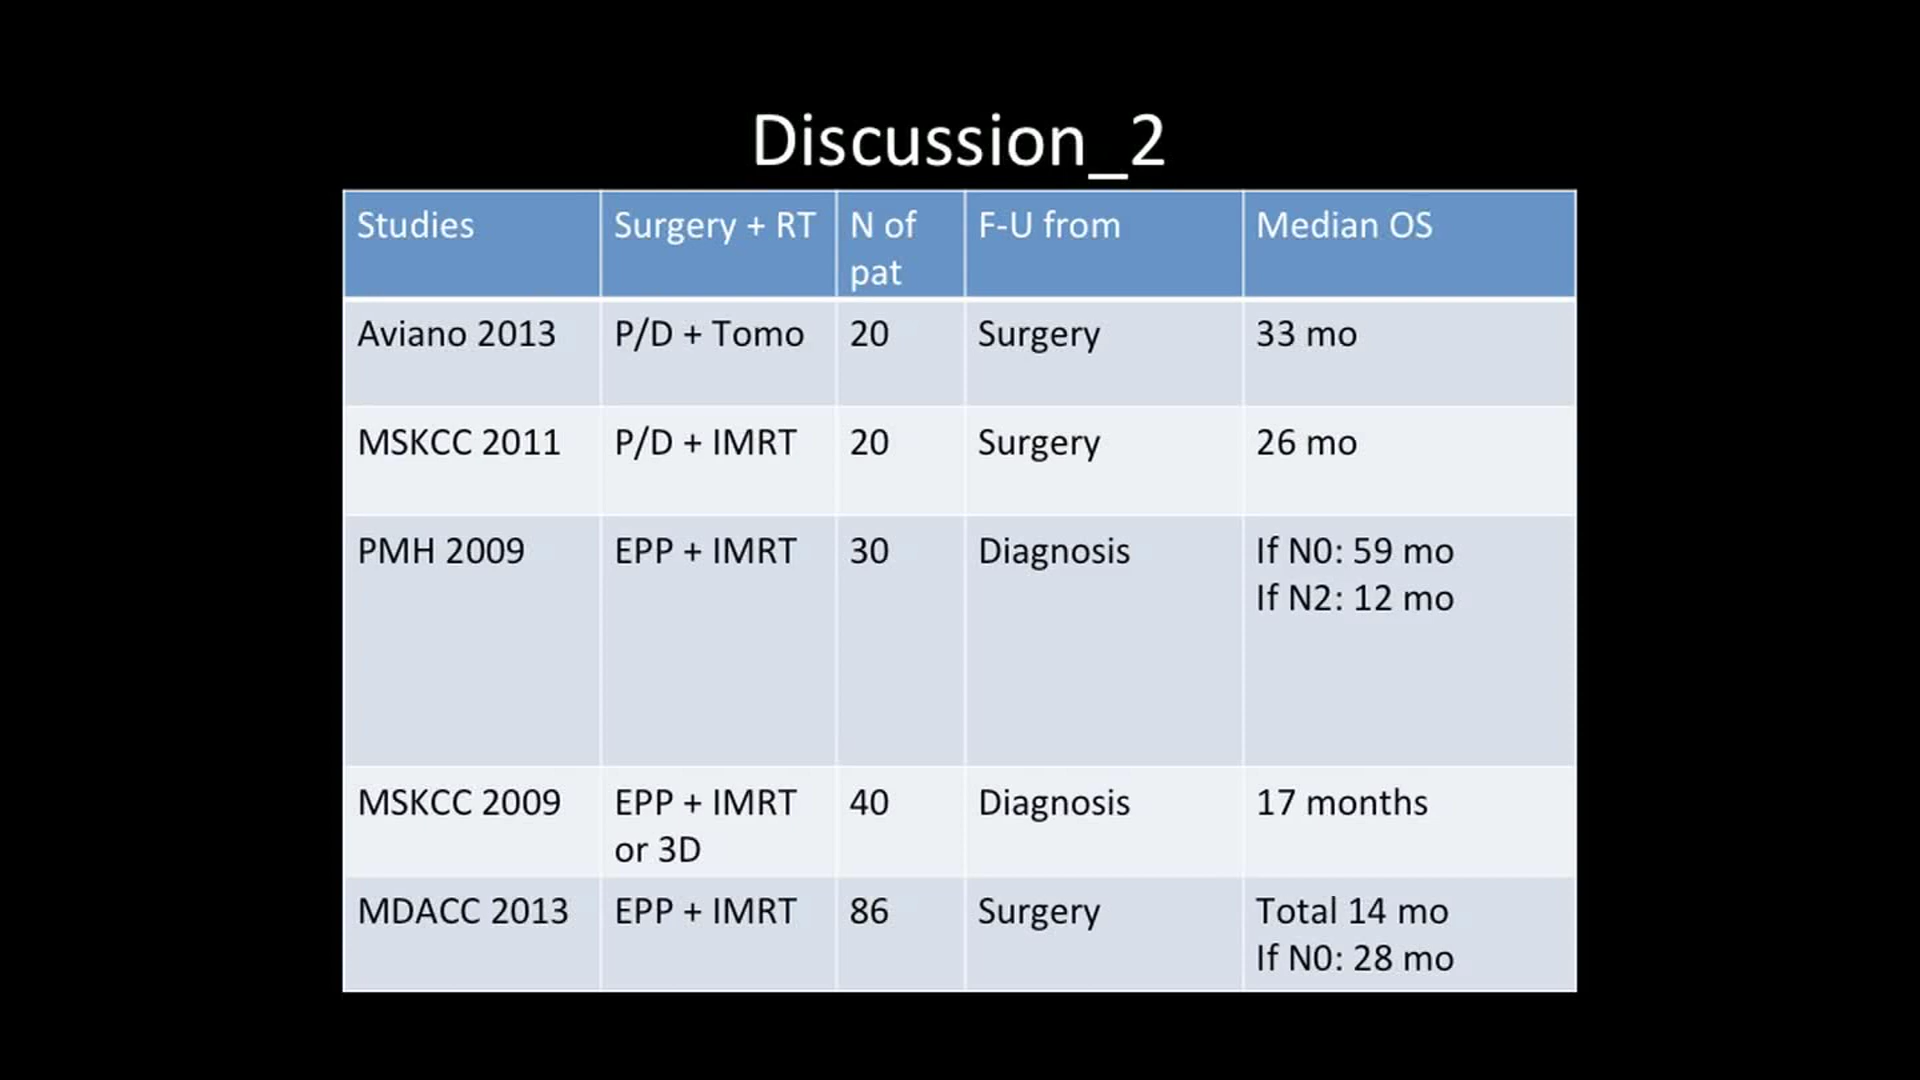 Discussion_2
Studies Surgery + RT N of pat F-U from Median OS
Aviano 2013 P/D + Tomo 20 Surgery 33 mo
MSKCC 2011 P/D + IMRT 20 Surgery 26 mo
PMH 2009 EPP + IMRT 30 Diagnosis If N0: 59 mo
If N2: 12 mo
MSKCC 2009 EPP + IMRT 40 Diagnosis 17 months
or 3D
MDACC 2013 EPP + IMRT 86 Surgery Total 14 mo
If N0: 28 mo